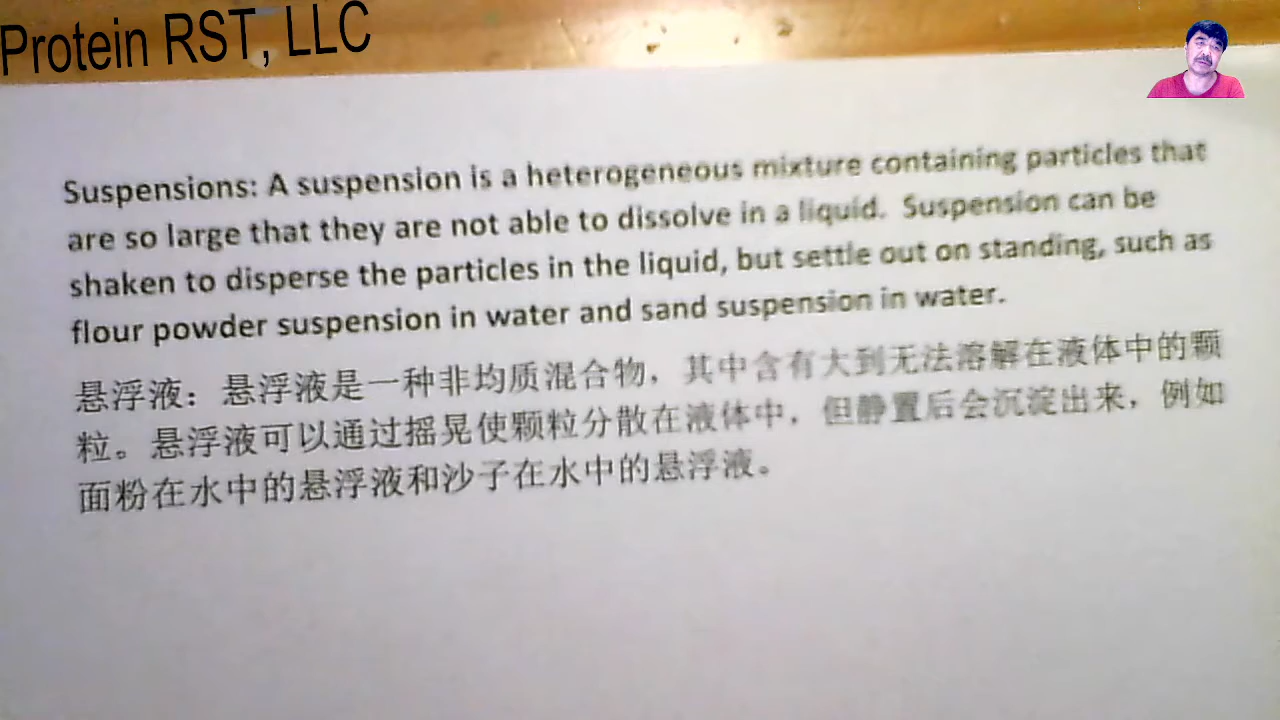 Protein RST, LLC
Suspensions: A suspension is a heterogeneous mixture containing particles that
are so large that they are not able to dissolve in a liquid. Suspension can be
shaken to disperse the particles in the liquid, but settle out on standing, such as
flour powder suspension in water and sand suspension in water.
悬浮液：悬浮液是一种非均质混合物，其中含有大到无法溶解在液体中的颗
粒。悬浮液可以通过摇晃使颗粒分散在液体中，但静置后会沉淀出来，例如
面粉在水中的悬浮液和沙子在水中的悬浮液。